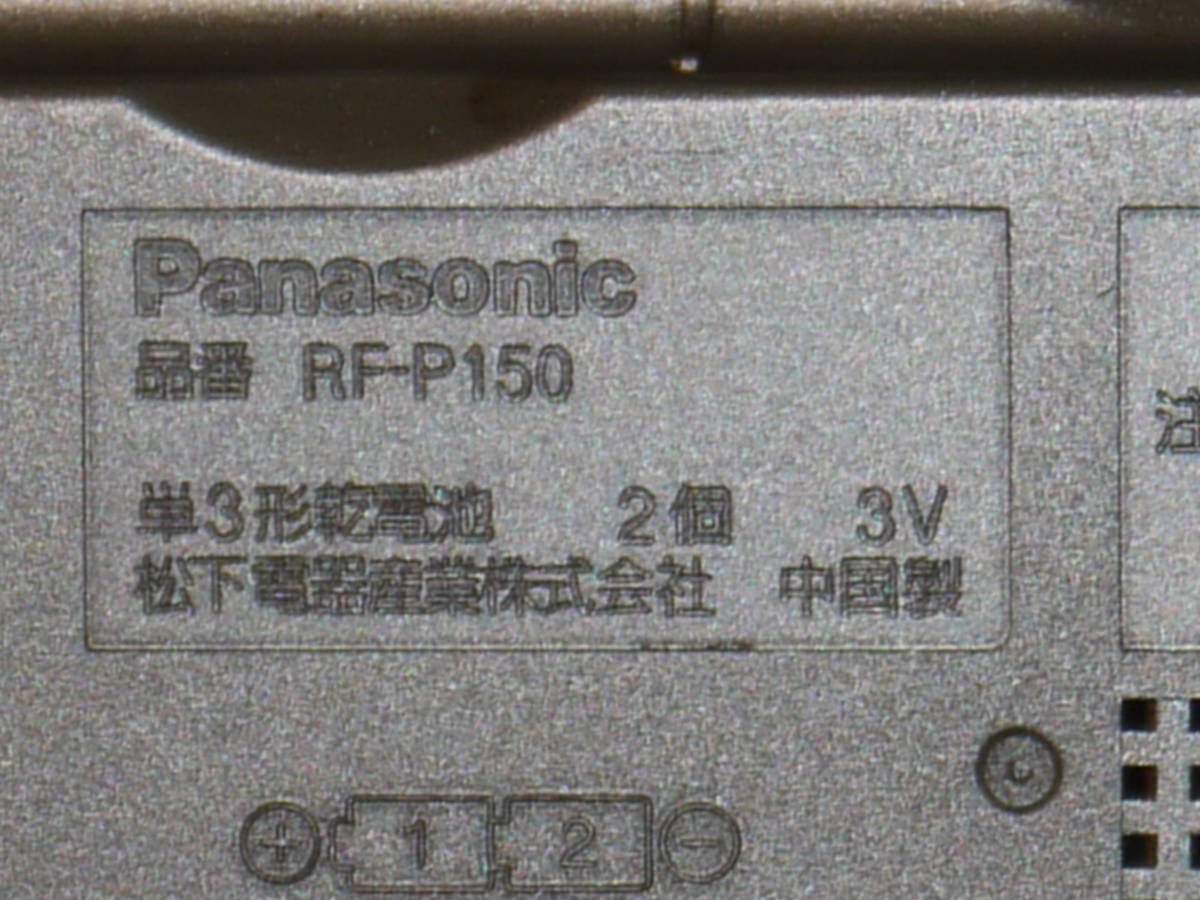 Panasonic
品番 RF-P150
単3形乾電池 2個 3V
松下電器産業株式会社 中国製
注
+ 1 2 -